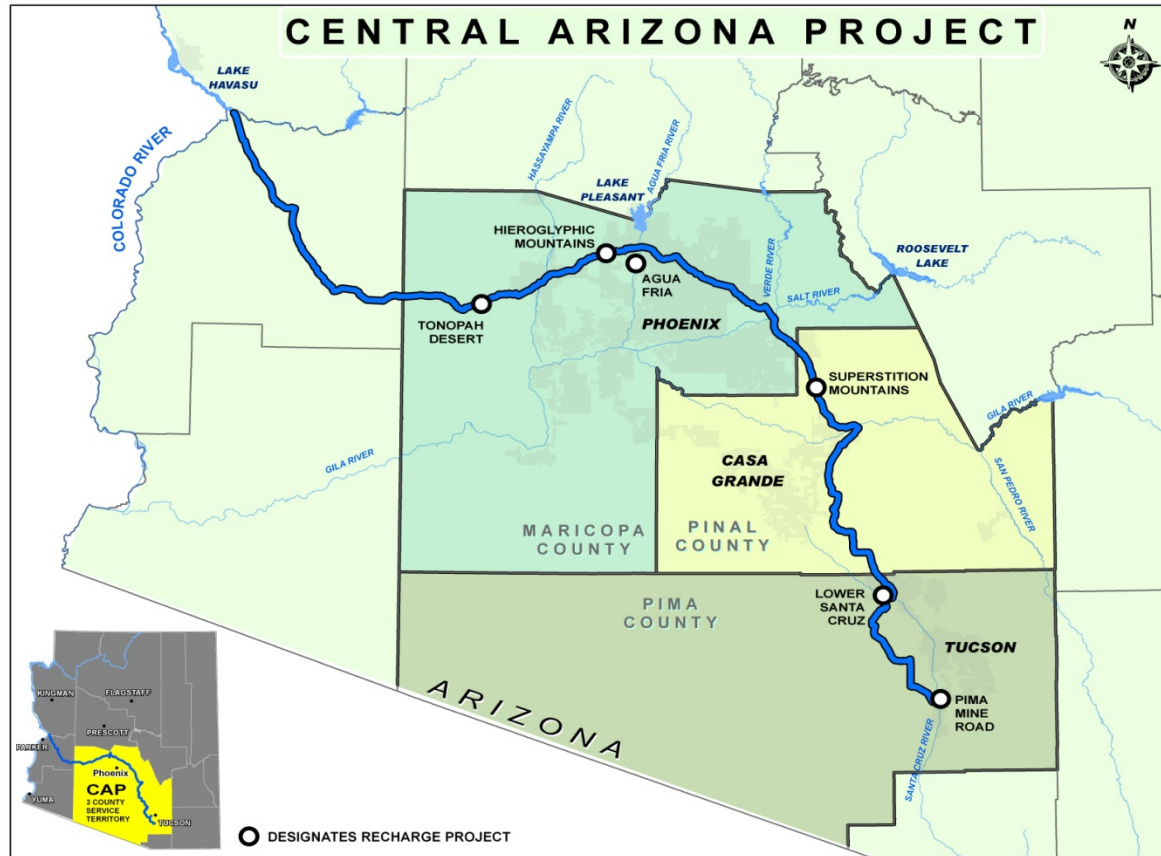 CENTRAL ARIZONA PROJECT
N
LAKE
HAVASU
COLORADO RIVER
HASSAYAMPA RIVER
AGUA FRIA RIVER
LAKE
PLEASANT
HIEROGLYPHIC
MOUNTAINS
AGUA
FRIA
VERDE RIVER
ROOSEVELT
LAKE
SALT RIVER
TONOPAH
DESERT
PHOENIX
SUPERSTITION
MOUNTAINS
GILA RIVER
GILA RIVER
CASA
GRANDE
SAN PEDRO RIVER
MARICOPA
COUNTY
PINAL
COUNTY
PIMA
COUNTY
LOWER
SANTA
CRUZ
TUCSON
PIMA
MINE
ROAD
SANTA CRUZ RIVER
ARIZONA
KINGMAN
FLAGSTAFF
PRESCOTT
PARKER
Phoenix
CAP
3 COUNTY
SERVICE
TERRITORY
YUMA
TUCSON
DESIGNATES RECHARGE PROJECT